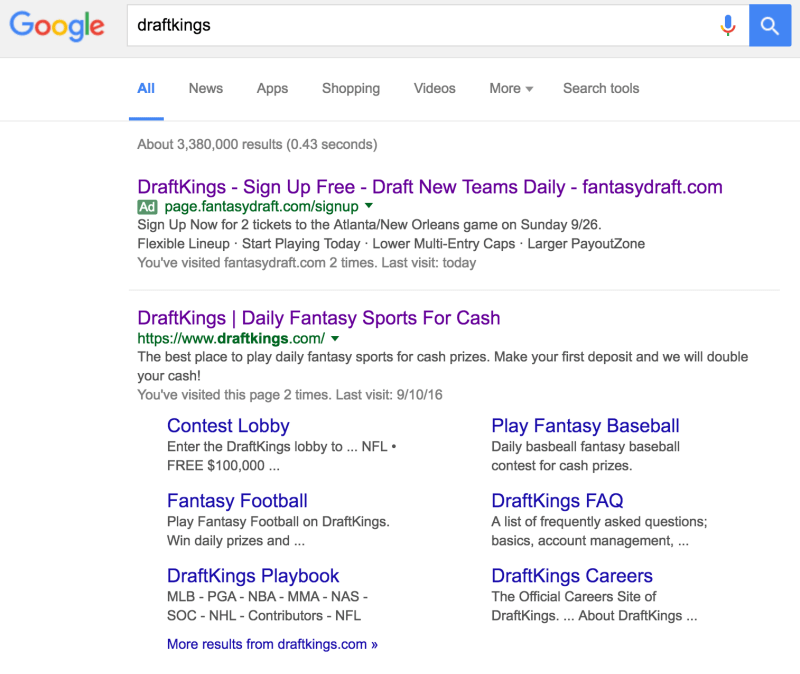 Google
draftkings
All News Apps Shopping Videos More Search tools
About 3,380,000 results (0.43 seconds)
DraftKings - Sign Up Free - Draft New Teams Daily - fantasydraft.com
Ad page.fantasydraft.com/signup
Sign Up Now for 2 tickets to the Atlanta/New Orleans game on Sunday 9/26.
Flexible Lineup · Start Playing Today · Lower Multi-Entry Caps · Larger PayoutZone
You've visited fantasydraft.com 2 times. Last visit: today
DraftKings | Daily Fantasy Sports For Cash
https://www.draftkings.com/
The best place to play daily fantasy sports for cash prizes. Make your first deposit and we will double
your cash!
You've visited this page 2 times. Last visit: 9/10/16
Contest Lobby
Enter the DraftKings lobby to ... NFL •
FREE $100,000 ...
Play Fantasy Baseball
Daily basbeall fantasy baseball
contest for cash prizes.
Fantasy Football
Play Fantasy Football on DraftKings.
Win daily prizes and ...
DraftKings FAQ
A list of frequently asked questions;
basics, account management, ...
DraftKings Playbook
MLB - PGA - NBA - MMA - NAS -
SOC - NHL - Contributors - NFL
DraftKings Careers
The Official Careers Site of
DraftKings. ... About DraftKings ...
More results from draftkings.com »